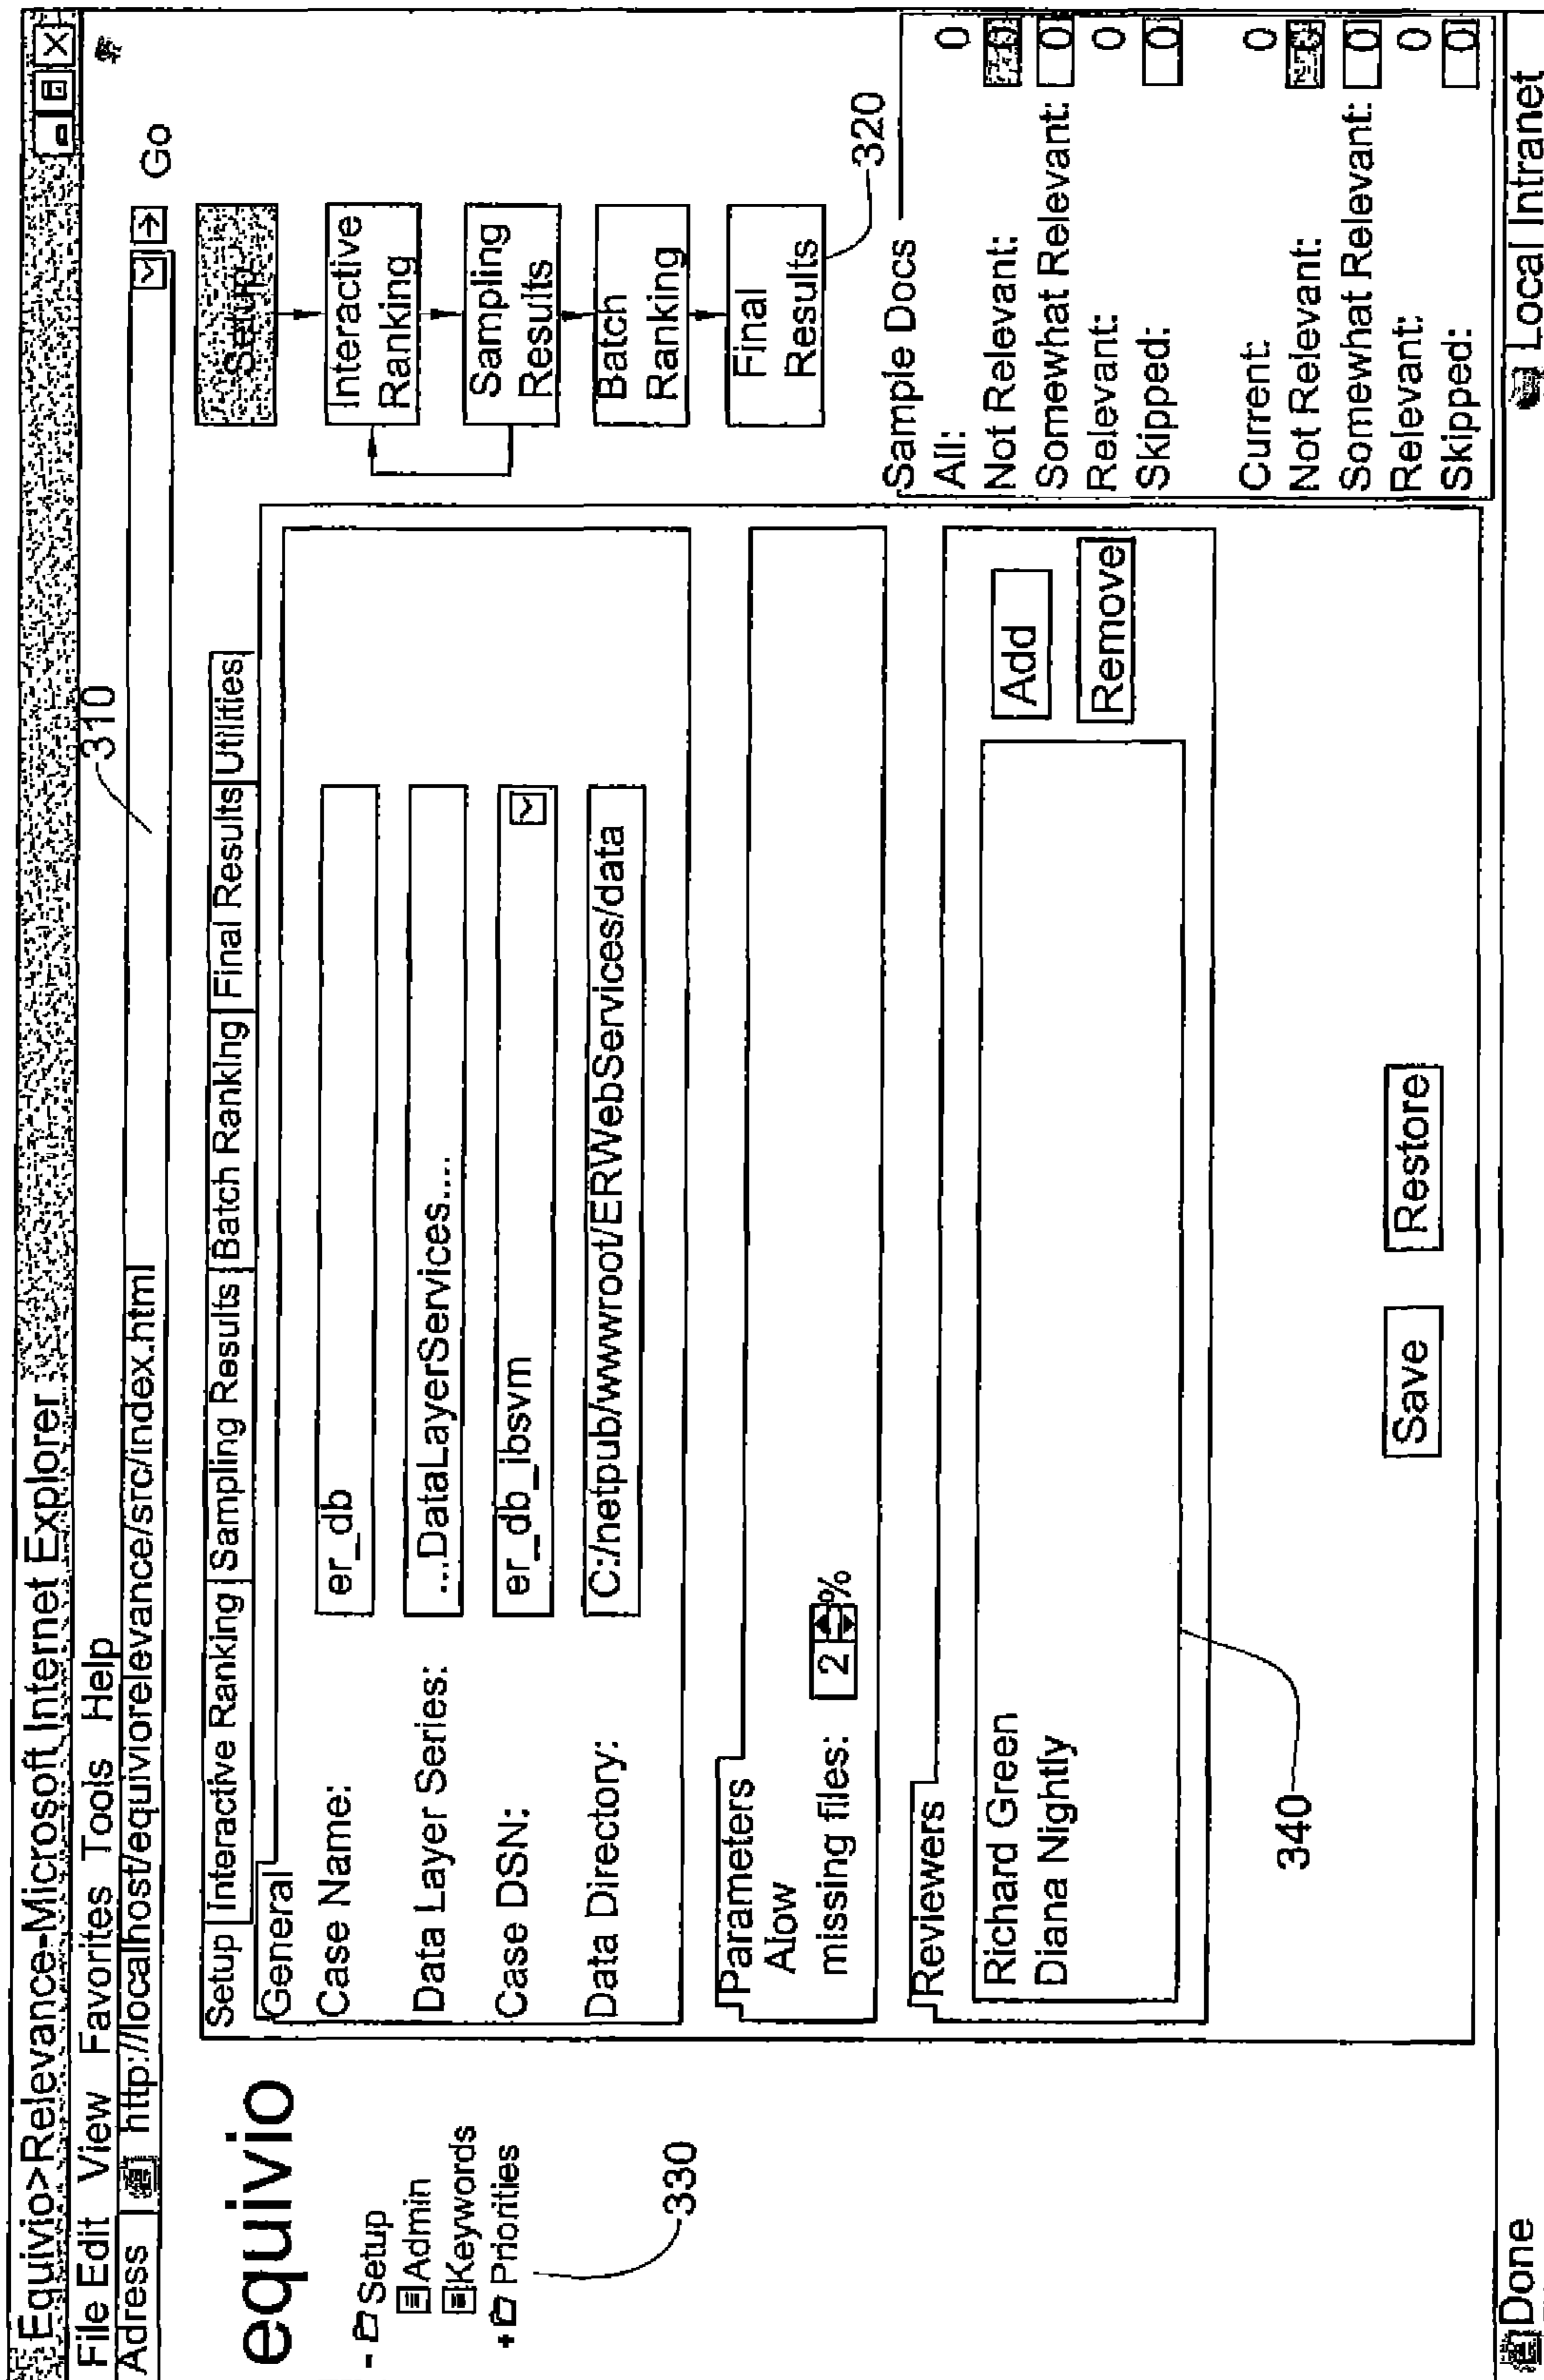 Equivio>Relevance-Microsoft Internet Explorer
File Edit View Favorites Tools Help
Adress http://localhost/equiviorelevance/src/index.html Go
310
equivio
- Setup
Admin
Keywords
+ Priorities
330
Setup Interactive Ranking Sampling Results Batch Ranking Final Results Utilities
General
Case Name: er_db
Data Layer Series: ...DataLayerServices....
Case DSN: er_db_ibsvm
Data Directory: C:/netpub/wwroot/ERWebServices/data
Parameters
Alow
missing files: 2 %
Reviewers
Richard Green
Diana Nightly
Add
Remove
340
Save Restore
Setup
Interactive
Ranking
Sampling
Results
Batch
Ranking
Final
Results
320
Sample Docs
All: 0
Not Relevant: 0
Somewhat Relevant: 0
Relevant: 0
Skipped: 0
Current: 0
Not Relevant: 0
Somewhat Relevant: 0
Relevant: 0
Skipped: 0
Done
Local Intranet